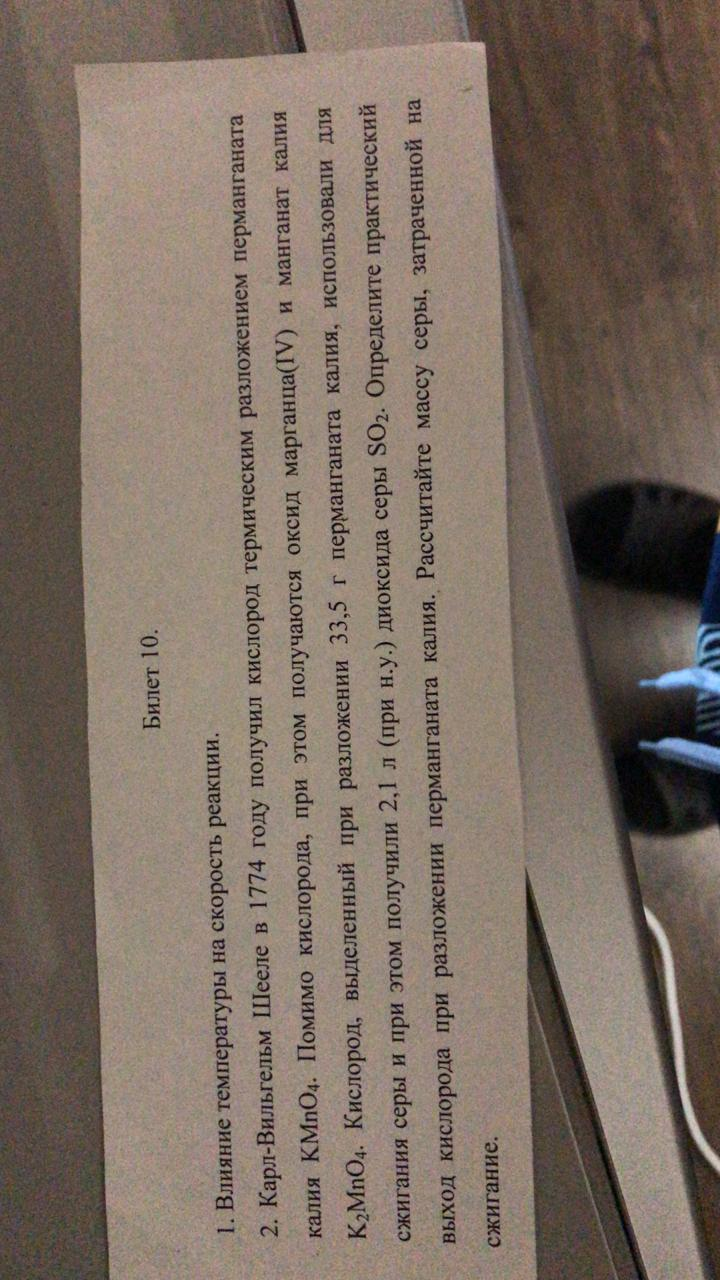 Билет 10.
1. Влияние температуры на скорость реакции.
2. Карл-Вильгельм Шееле в 1774 году получил кислород термическим разложением перманганата
калия KMnO₄. Помимо кислорода, при этом получаются оксид марганца(IV) и манганат калия
K₂MnO₄. Кислород, выделенный при разложении 33,5 г перманганата калия, использовали для
сжигания серы и при этом получили 2,1 л (при н.у.) диоксида серы SO₂. Определите практический
выход кислорода при разложении перманганата калия. Рассчитайте массу серы, затраченной на
сжигание.